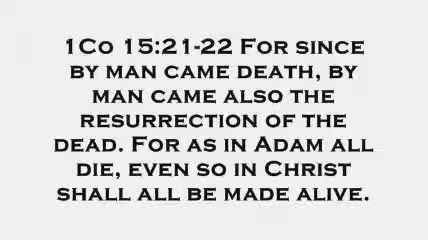 1Co 15:21-22 For since
by man came death, by
man came also the
resurrection of the
dead. For as in Adam all
die, even so in Christ
shall all be made alive.